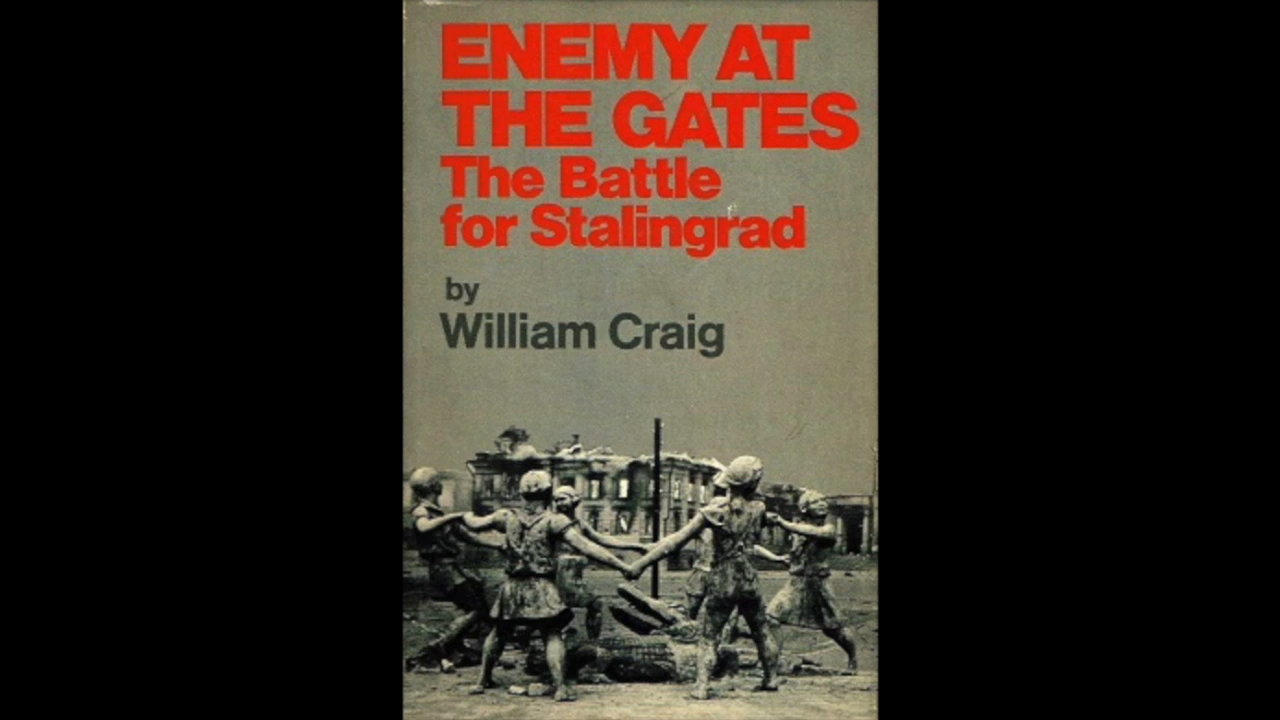 ENEMY AT
THE GATES
The Battle
for Stalingrad
by
William Craig